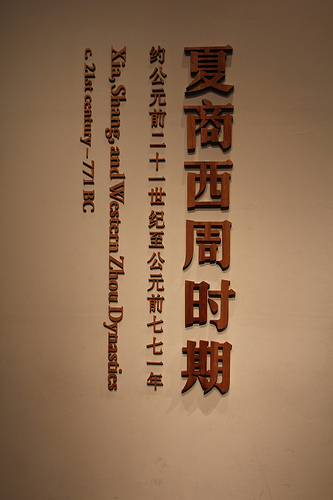 夏商西周时期
约公元前二十一世纪至公元前七七一年
Xia, Shang, and Western Zhou Dynastics
c. 21st century—771 BC